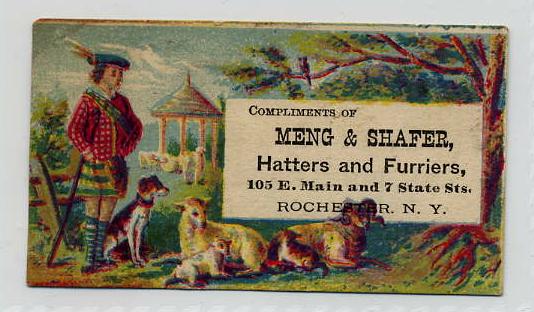 COMPLIMENTS OF
MENG & SHAFER,
Hatters and Furriers,
105 E. Main and 7 State Sts.
ROCHESTER. N. Y.